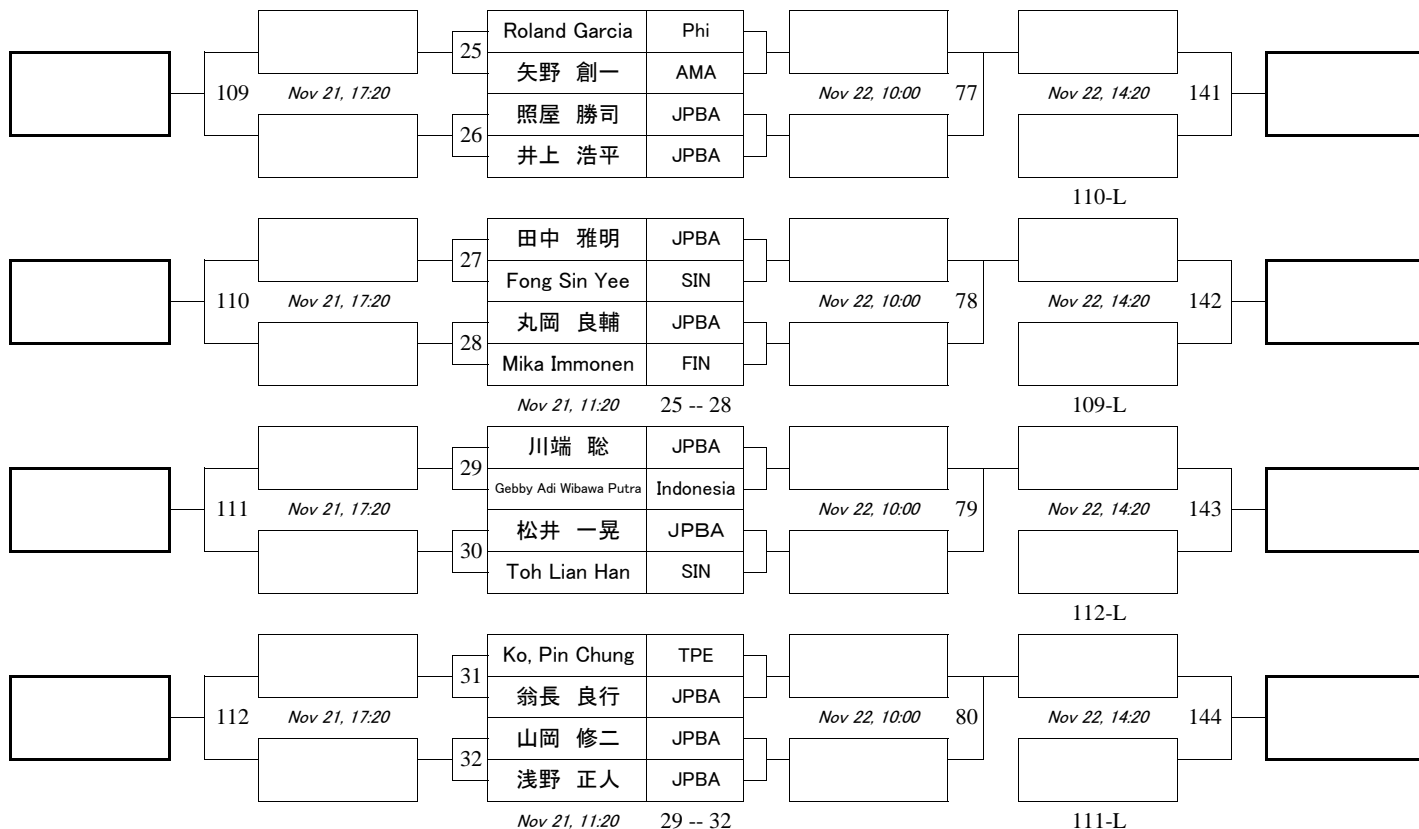 25 Roland Garcia Phi
矢野 創一 AMA
109 Nov 21, 17:20 Nov 22, 10:00 77 Nov 22, 14:20 141
26 照屋 勝司 JPBA
井上 浩平 JPBA
110-L
27 田中 雅明 JPBA
Fong Sin Yee SIN
110 Nov 21, 17:20 Nov 22, 10:00 78 Nov 22, 14:20 142
28 丸岡 良輔 JPBA
Mika Immonen FIN
Nov 21, 11:20 25 -- 28 109-L
29 川端 聡 JPBA
Gebby Adi Wibawa Putra Indonesia
111 Nov 21, 17:20 Nov 22, 10:00 79 Nov 22, 14:20 143
30 松井 一晃 JPBA
Toh Lian Han SIN
112-L
31 Ko, Pin Chung TPE
翁長 良行 JPBA
112 Nov 21, 17:20 Nov 22, 10:00 80 Nov 22, 14:20 144
32 山岡 修二 JPBA
浅野 正人 JPBA
Nov 21, 11:20 29 -- 32 111-L